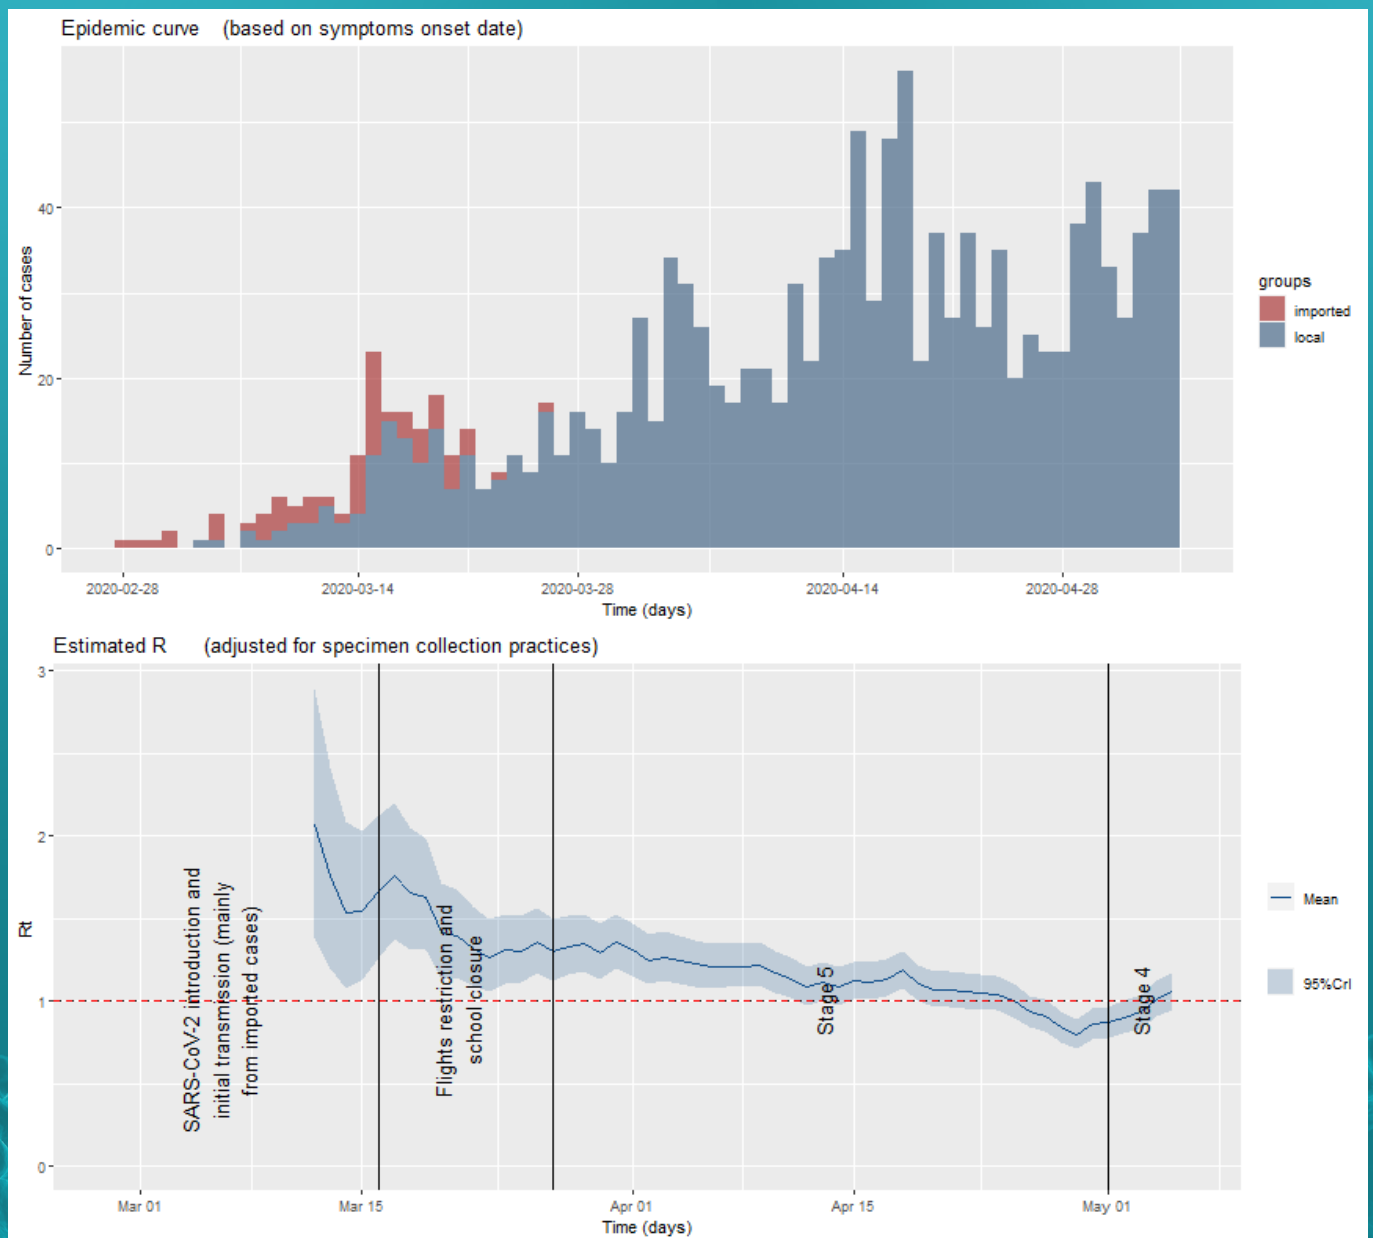 Epidemic curve (based on symptoms onset date)
Number of cases
40
20
0
2020-02-28 2020-03-14 2020-03-28 2020-04-14 2020-04-28
Time (days)
groups
imported
local
Estimated R (adjusted for specimen collection practices)
Rt
3
2
1
0
SARS-CoV-2 introduction and
initial transmission (mainly
from imported cases)
Flights restriction and
school closure
Stage 5
Stage 4
Mar 01 Mar 15 Apr 01 Apr 15 May 01
Time (days)
Mean
95%CrI